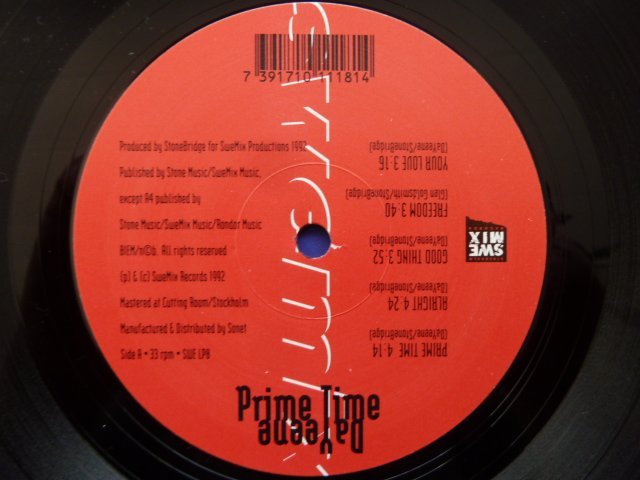 7 391710 111814
Produced by StoneBridge for SweMix Productions 1992
Published by Stone Music/SweMix Music,
except A4 published by
Stone Music/SweMix Music/Rondor Music
BIEM/n©b. All rights reserved
(p) & (c) SweMix Records 1992
Mastered at Cutting Room/Stockholm
Manufactured & Distributed by Sonet
Side A • 33 rpm • SWE LP8
PRIME TIME 4:14
(DaYeene/StoneBridge)
ALRIGHT 4:24
(DaYeene/StoneBridge)
GOOD THING 3:52
(DaYeene/StoneBridge)
FREEDOM 3:40
(Glen Goldsmith/StoneBridge)
YOUR LOVE 3:16
(DaYeene/StoneBridge)
SWE
MIX
Prime Time
DaYeene